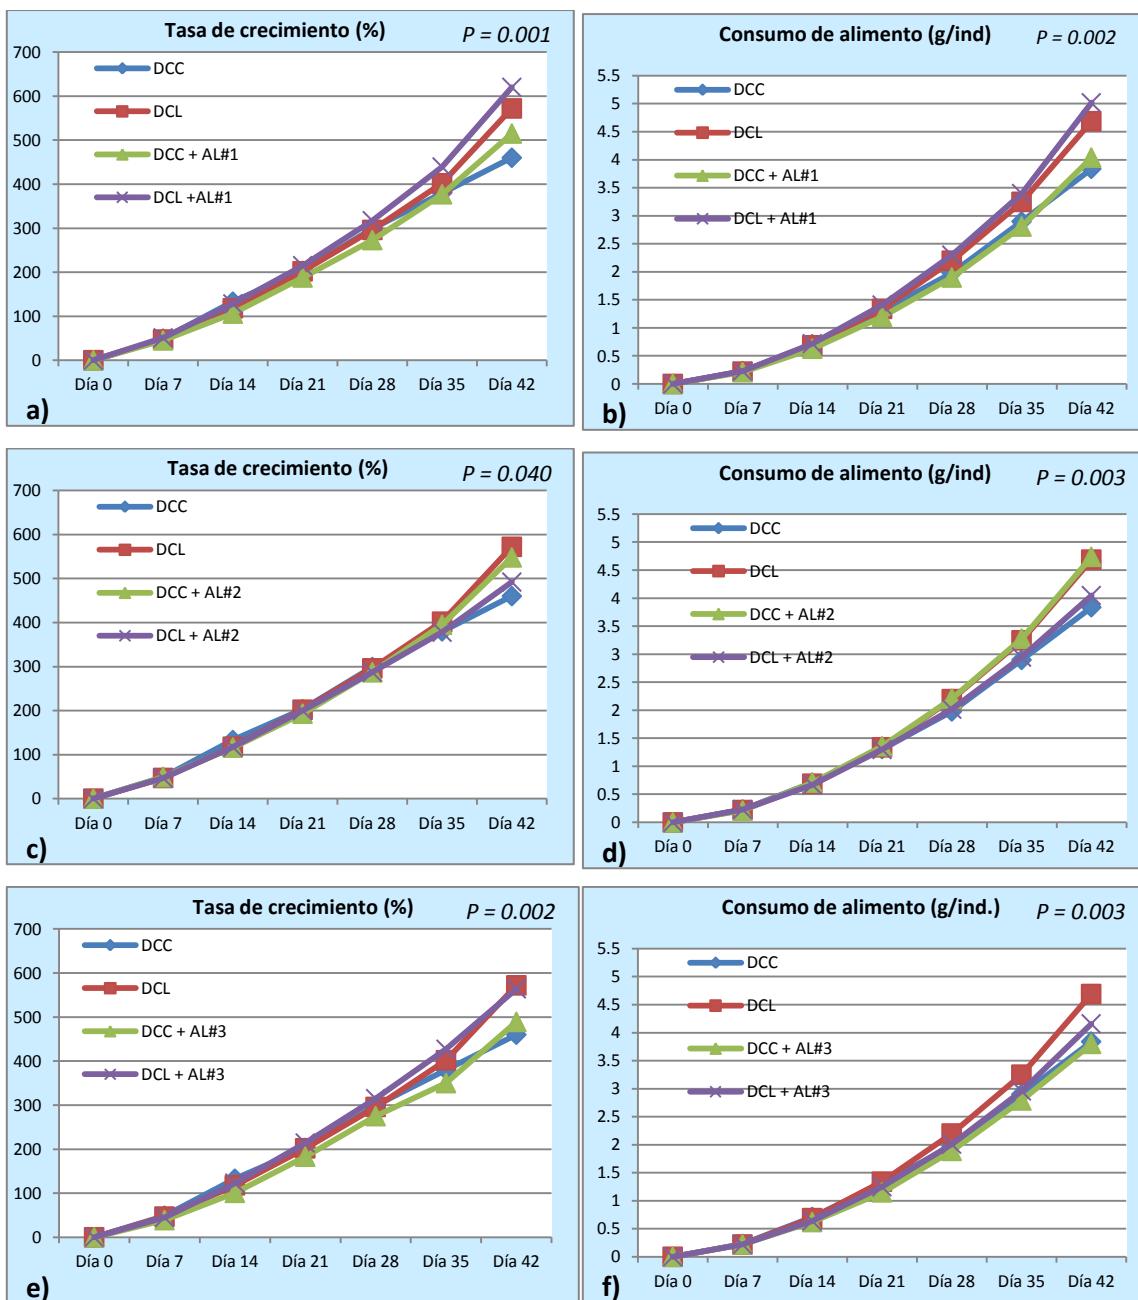 Tasa de crecimiento (%)
P = 0.001
700
600
500
400
300
200
100
0
DCC
DCL
DCC + AL#1
DCL +AL#1
Día 0 Día 7 Día 14 Día 21 Día 28 Día 35 Día 42
a)
Consumo de alimento (g/ind)
P = 0.002
5.5
5
4.5
4
3.5
3
2.5
2
1.5
1
0.5
0
DCC
DCL
DCC + AL#1
DCL + AL#1
Día 0 Día 7 Día 14 Día 21 Día 28 Día 35 Día 42
b)
Tasa de crecimiento (%)
P = 0.040
700
600
500
400
300
200
100
0
DCC
DCL
DCC + AL#2
DCL + AL#2
Día 0 Día 7 Día 14 Día 21 Día 28 Día 35 Día 42
c)
Consumo de alimento (g/ind)
P = 0.003
5.5
5
4.5
4
3.5
3
2.5
2
1.5
1
0.5
0
DCC
DCL
DCC + AL#2
DCL + AL#2
Día 0 Día 7 Día 14 Día 21 Día 28 Día 35 Día 42
d)
Tasa de crecimiento (%)
P = 0.002
700
600
500
400
300
200
100
0
DCC
DCL
DCC + AL#3
DCL + AL#3
Día 0 Día 7 Día 14 Día 21 Día 28 Día 35 Día 42
e)
Consumo de alimento (g/ind.)
P = 0.003
5.5
5
4.5
4
3.5
3
2.5
2
1.5
1
0.5
0
DCC
DCL
DCC + AL#3
DCL + AL#3
Día 0 Día 7 Día 14 Día 21 Día 28 Día 35 Día 42
f)